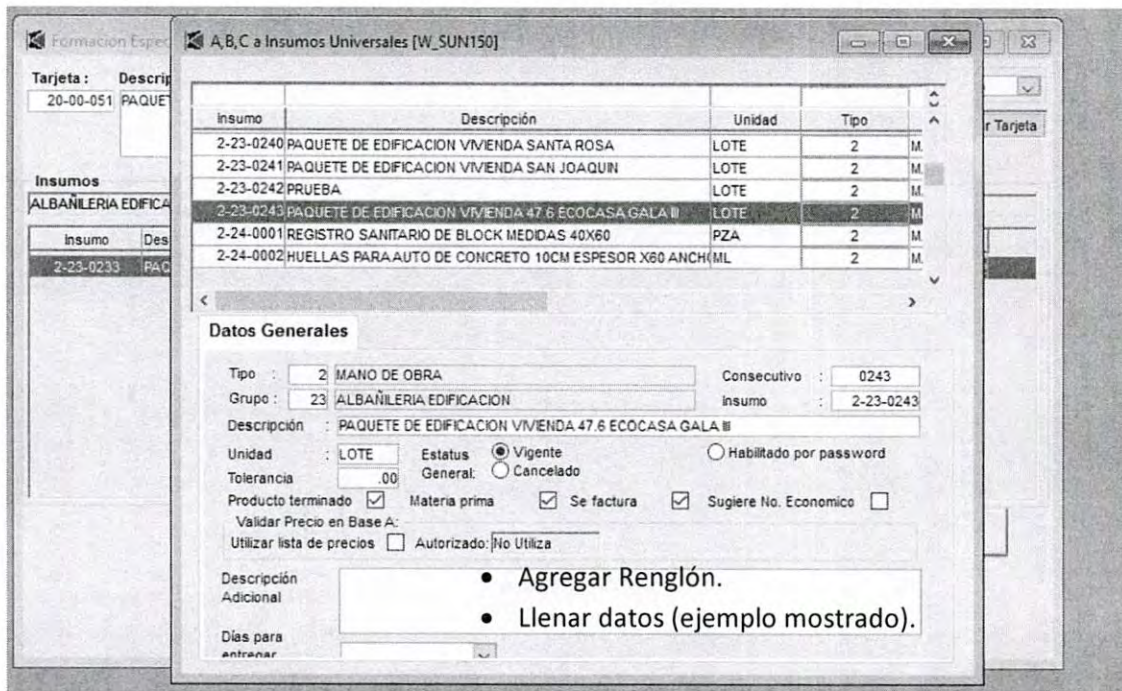 Formacion Espec
A,B,C a Insumos Universales [W_SUN150]
Tarjeta : Descrip
20-00-051 PAQUET
r Tarjeta
Insumos
ALBAÑILERIA EDIFICA
Insumo Des
2-23-0233 PAQ
Insumo Descripción Unidad Tipo
2-23-0240 PAQUETE DE EDIFICACION VIVIENDA SANTA ROSA LOTE 2 M.
2-23-0241 PAQUETE DE EDIFICACION VIVIENDA SAN JOAQUIN LOTE 2 M.
2-23-0242 PRUEBA LOTE 2 M.
2-23-0243 PAQUETE DE EDIFICACION VIVIENDA 47.6 ECOCASA GALA III LOTE 2 M.
2-24-0001 REGISTRO SANITARIO DE BLOCK MEDIDAS 40X60 PZA 2 M.
2-24-0002 HUELLAS PARA AUTO DE CONCRETO 10CM ESPESOR X60 ANCH( ML 2 M.
Datos Generales
Tipo : 2 MANO DE OBRA Consecutivo : 0243
Grupo : 23 ALBAÑILERIA EDIFICACION Insumo : 2-23-0243
Descripción : PAQUETE DE EDIFICACION VIVIENDA 47.6 ECOCASA GALA III
Unidad : LOTE Estatus General: Vigente Habilitado por password
Tolerancia .00 Cancelado
Producto terminado Materia prima Se factura Sugiere No. Economico
Validar Precio en Base A:
Utilizar lista de precios Autorizado: No Utiliza
Descripción Adicional
• Agregar Renglón.
• Llenar datos (ejemplo mostrado).
Días para
entregar